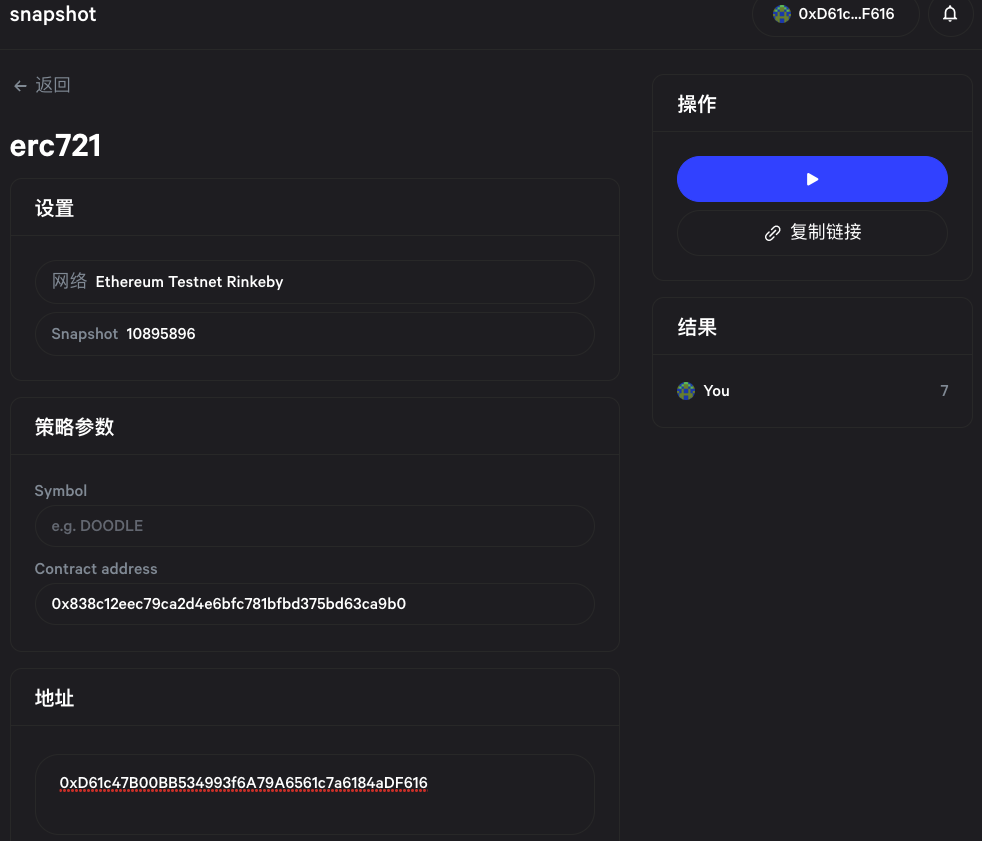 snapshot
0xD61c...F616
返回
erc721
设置
网络 Ethereum Testnet Rinkeby
Snapshot 10895896
策略参数
Symbol
e.g. DOODLE
Contract address
0x838c12eec79ca2d4e6bfc781bfbd375bd63ca9b0
地址
0xD61c47B00BB534993f6A79A6561c7a6184aDF616
操作
复制链接
结果
You 7